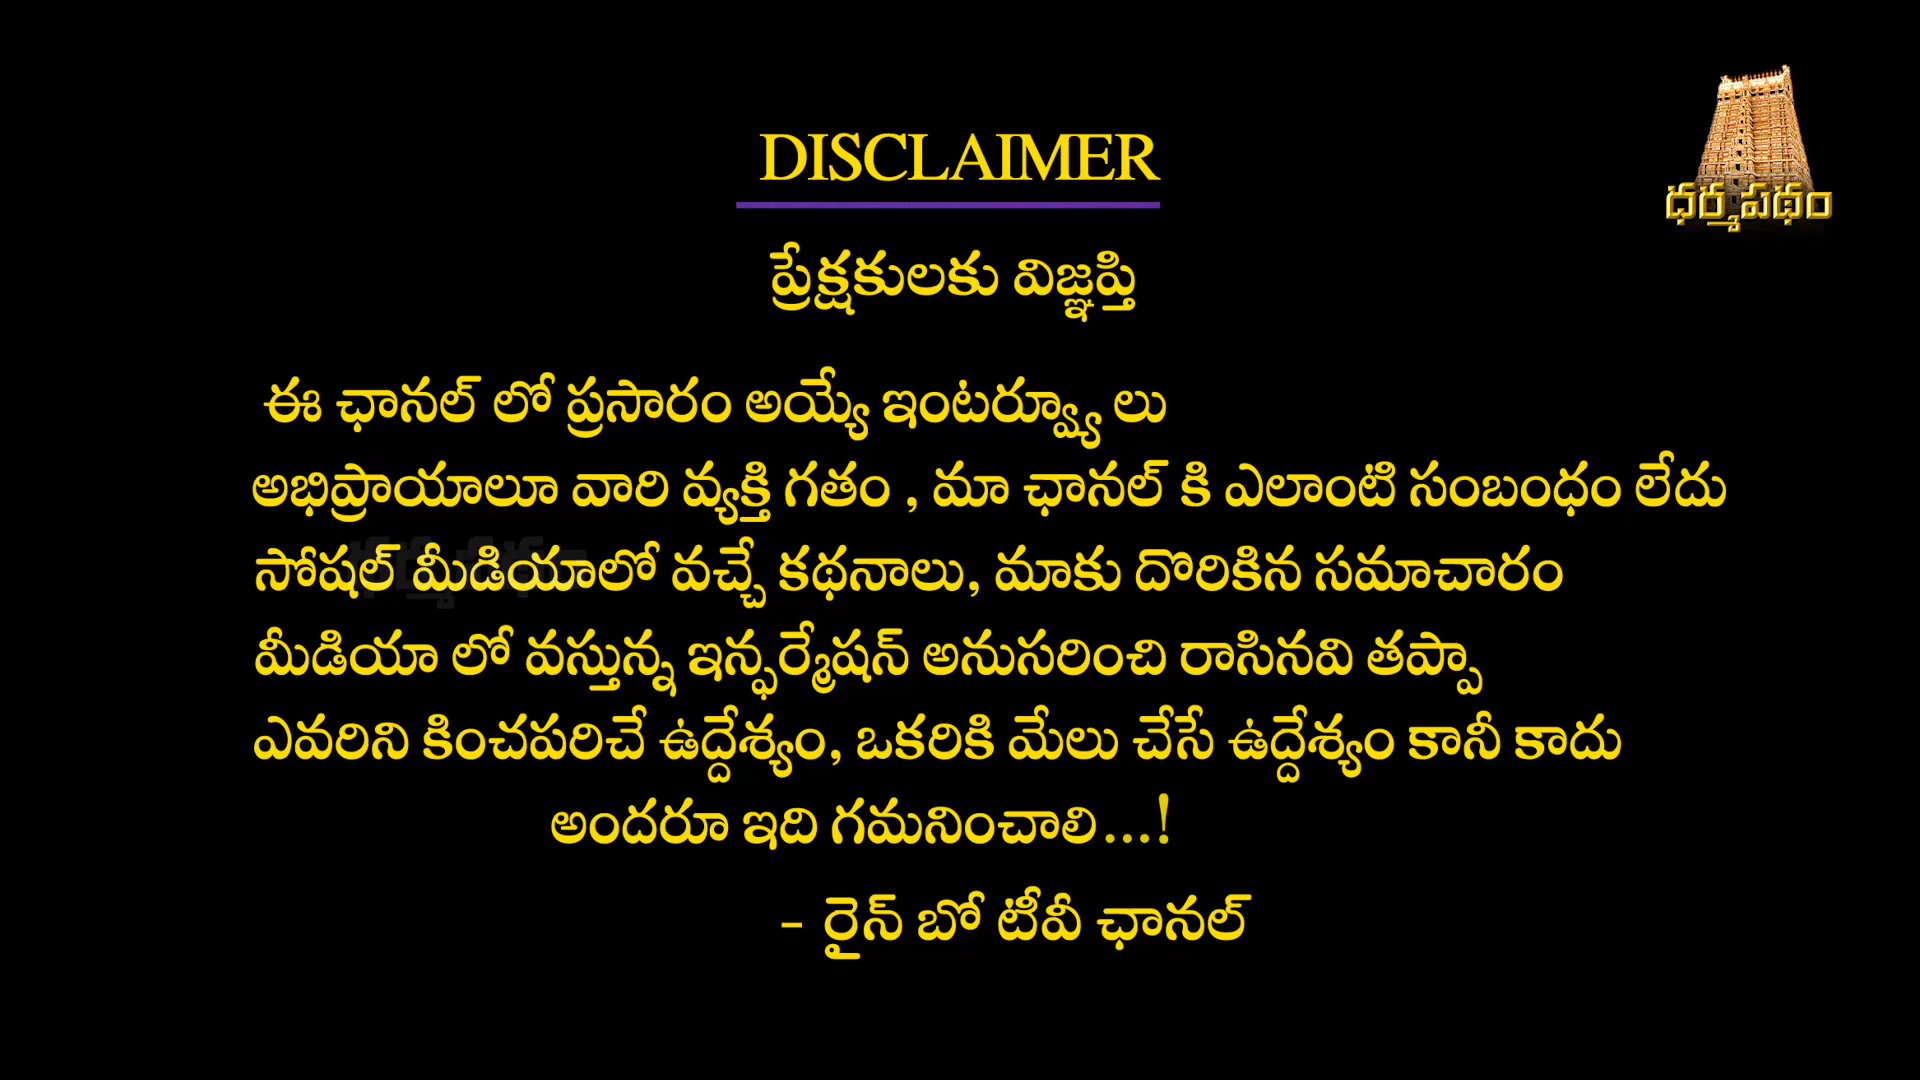 DISCLAIMER
ధర్మపథం
ప్రేక్షకులకు విజ్ఞప్తి
ఈ ఛానల్ లో ప్రసారం అయ్యే ఇంటర్వ్యూ లు
అభిప్రాయాలూ వారి వ్యక్తి గతం , మా ఛానల్ కి ఎలాంటి సంబంధం లేదు
సోషల్ మీడియాలో వచ్చే కథనాలు, మాకు దొరికిన సమాచారం
మీడియా లో వస్తున్న ఇన్ఫర్మేషన్ అనుసరించి రాసినవి తప్పా
ఎవరిని కించపరిచే ఉద్దేశ్యం, ఒకరికి మేలు చేసే ఉద్దేశ్యం కానీ కాదు
అందరూ ఇది గమనించాలి...!
- రైన్ బో టీవీ ఛానల్